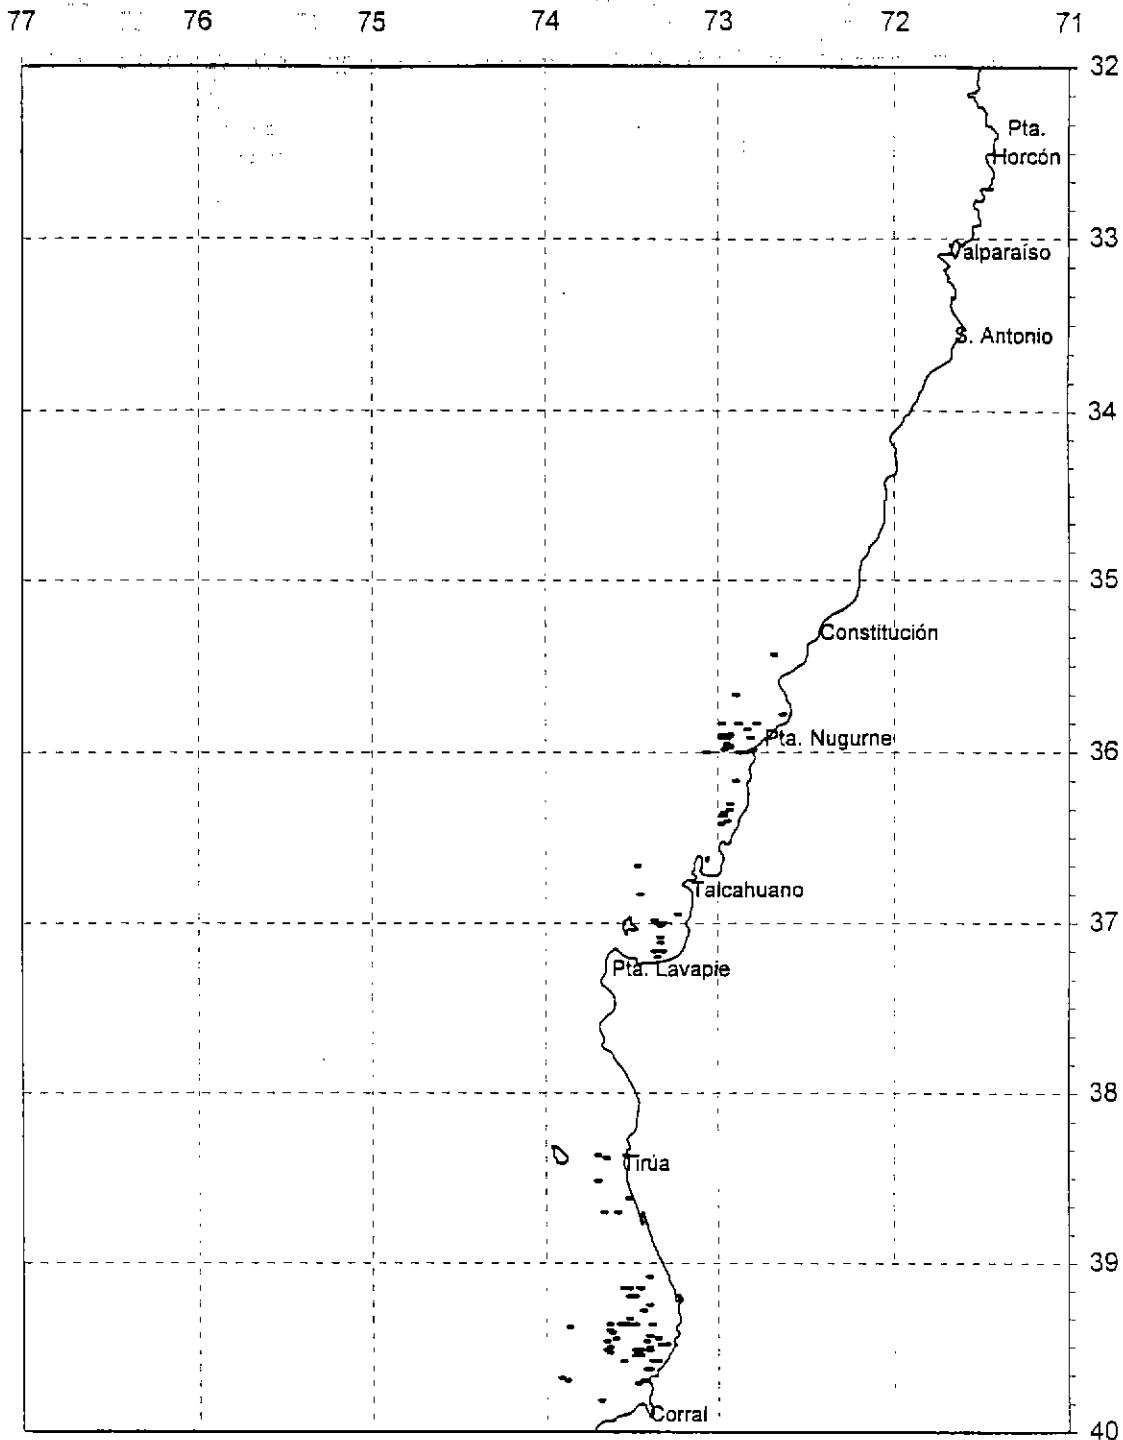 77 76 75 74 73 72 71
32
Pta.
Horcón
33
Valparaíso
S. Antonio
34
35
Constitución
Pta. Nugurne
36
Talcahuano
37
Pta. Lavapie
38
Tirúa
39
Corral
40